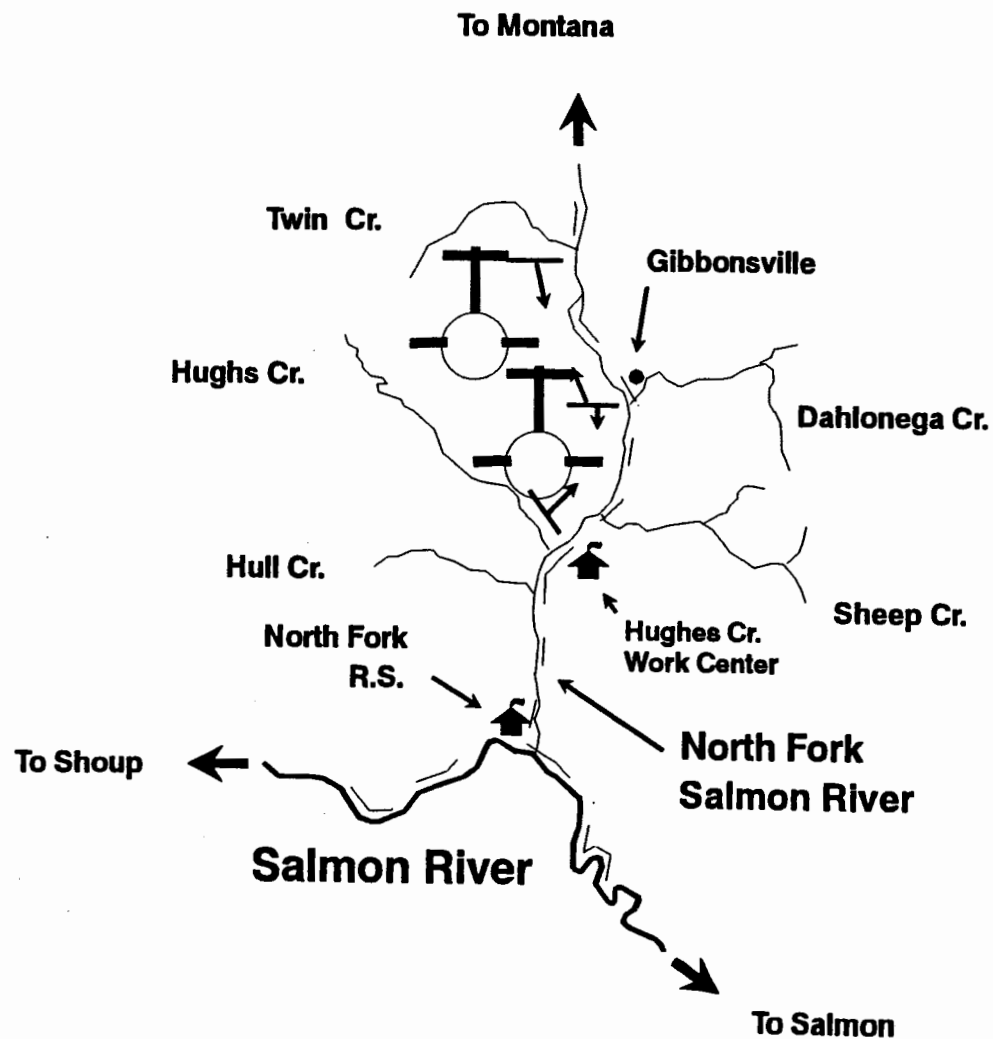 To Montana
Twin Cr.
Gibbonsville
Hughs Cr.
Dahlonega Cr.
Hull Cr.
Sheep Cr.
Hughes Cr.
Work Center
North Fork
R.S.
North Fork
Salmon River
To Shoup
Salmon River
To Salmon